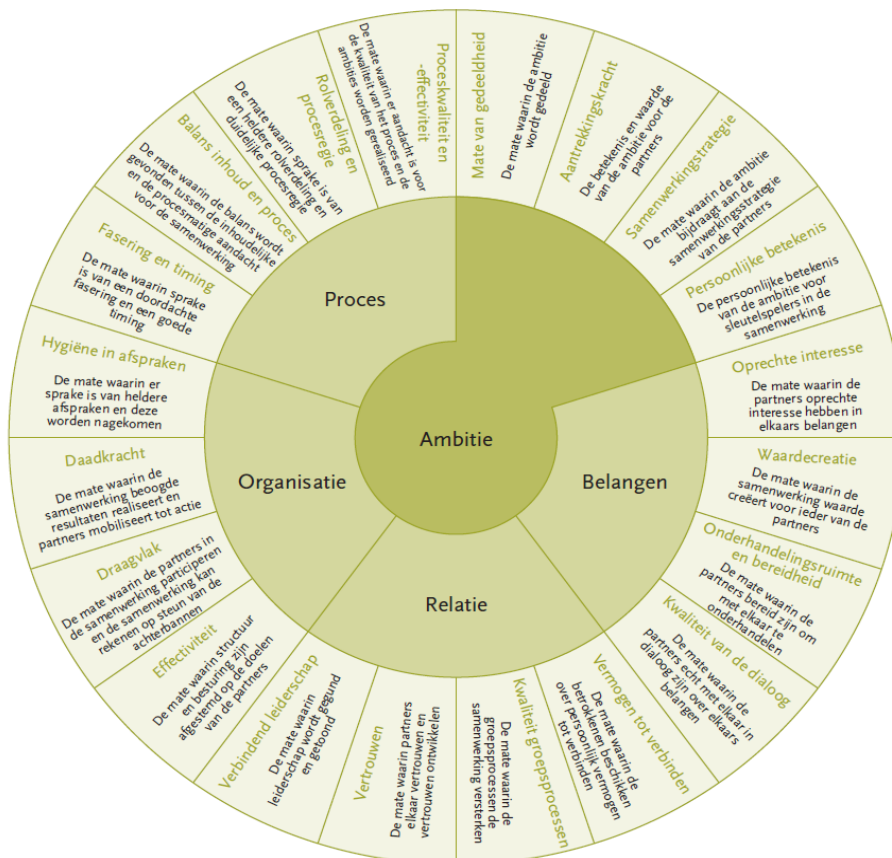 Ambitie
Mate van gedeeldheid
De mate waarin de ambitie
wordt gedeeld
Aantrekkingskracht
De betekenis en waarde
van de ambitie voor de
partners
Samenwerkingstrategie
De mate waarin de ambitie
bijdraagt aan de
samenwerkingsstrategie
van de partners
Persoonlijke betekenis
De persoonlijke betekenis
van de ambitie voor
sleutelspelers in de
samenwerking
Belangen
Oprechte interesse
De mate waarin de
partners oprechte
interesse hebben in
elkaars belangen
Waardecreatie
De mate waarin de
samenwerking waarde
creëert voor ieder van de
partners
Onderhandelingsruimte
en bereidheid
De mate waarin de
partners bereid zijn om
met elkaar te
onderhandelen
Kwaliteit van de dialoog
De mate waarin de
partners echt met elkaar in
dialoog zijn over elkaars
belangen
Relatie
Vermogen tot verbinden
De mate waarin de
betrokkenen beschikken
over persoonlijk vermogen
tot verbinden
Kwaliteit groepsprocessen
De mate waarin de
groepsprocessen de
samenwerking versterken
Vertrouwen
De mate waarin partners
elkaar vertrouwen en
vertrouwen ontwikkelen
Verbindend leiderschap
De mate waarin
leiderschap wordt gegund
en getoond
Organisatie
Effectiviteit
De mate waarin structuur
en besturing zijn
afgestemd op de doelen
van de partners
Draagvlak
De mate waarin de partners in
de samenwerking participeren
en de samenwerking kan
rekenen op steun van de
achterbannen
Daadkracht
De mate waarin de
samenwerking beoogde
resultaten realiseert en
partners mobiliseert tot actie
Hygiëne in afspraken
De mate waarin er
sprake is van heldere
afspraken en deze
worden nagekomen
Proces
Fasering en timing
De mate waarin sprake
is van een doordachte
fasering en een goede
timing
Balans inhoud en proces
De mate waarin de balans wordt
gevonden tussen de inhoudelijke
en de procesmatige aandacht
voor de samenwerking
Rolverdeling en
procesregie
De mate waarin sprake is van
een heldere rolverdeling en
duidelijke procesregie
Proceskwaliteit en
-effectiviteit
De mate waarin er aandacht is voor
de kwaliteit van het proces en de
ambities worden gerealiseerd